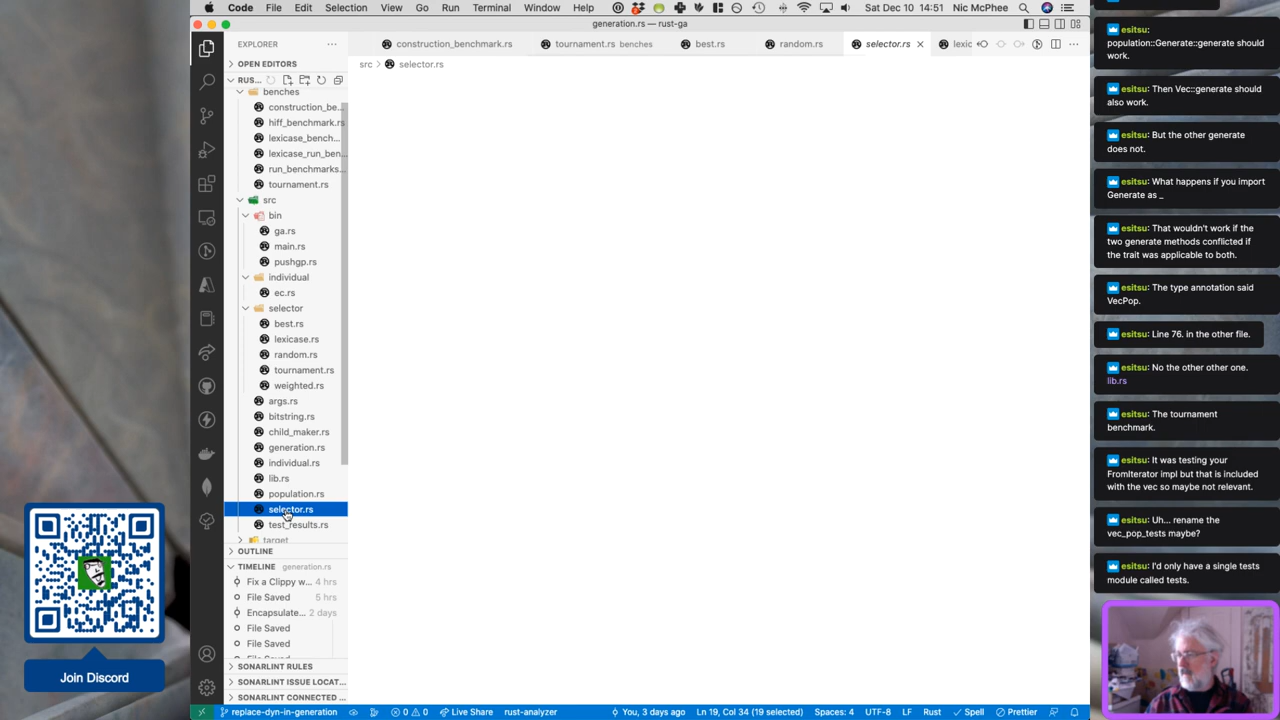 Code File Edit Selection View Go Run Terminal Window Help Sat Dec 10 14:51 Nic McPhee
generation.rs — rust-ga
EXPLORER
OPEN EDITORS
RUS...
benches
construction_be...
hiff_benchmark.rs
lexicase_bench...
lexicase_run_ben...
run_benchmarks...
tournament.rs
src
bin
ga.rs
main.rs
pushgp.rs
individual
ec.rs
selector
best.rs
lexicase.rs
random.rs
tournament.rs
weighted.rs
args.rs
bitstring.rs
child_maker.rs
generation.rs
individual.rs
lib.rs
population.rs
selector.rs
test_results.rs
target
OUTLINE
TIMELINE generation.rs
Fix a Clippy w... 4 hrs
File Saved 5 hrs
Encapsulate... 2 days
File Saved
File Saved
SONARLINT RULES
SONARLINT ISSUE LOCAT...
SONARLINT CONNECTED ...
construction_benchmark.rs tournament.rs benches best.rs random.rs selector.rs lexic
src > selector.rs
replace-dyn-in-generation 0 0 Live Share rust-analyzer You, 3 days ago Ln 19, Col 34 (19 selected) Spaces: 4 UTF-8 LF Rust Spell Prettier
Join Discord
esitsu:
population::Generate::generate should
work.
esitsu: Then Vec::generate should
also work.
esitsu: But the other generate
does not.
esitsu: What happens if you import
Generate as _
esitsu: That wouldn't work if the
two generate methods conflicted if
the trait was applicable to both.
esitsu: The type annotation said
VecPop.
esitsu: Line 76. in the other file.
esitsu: No the other other one.
lib.rs
esitsu: The tournament
benchmark.
esitsu: It was testing your
FromIterator impl but that is included
with the vec so maybe not relevant.
esitsu: Uh... rename the
vec_pop_tests maybe?
esitsu: I'd only have a single tests
module called tests.